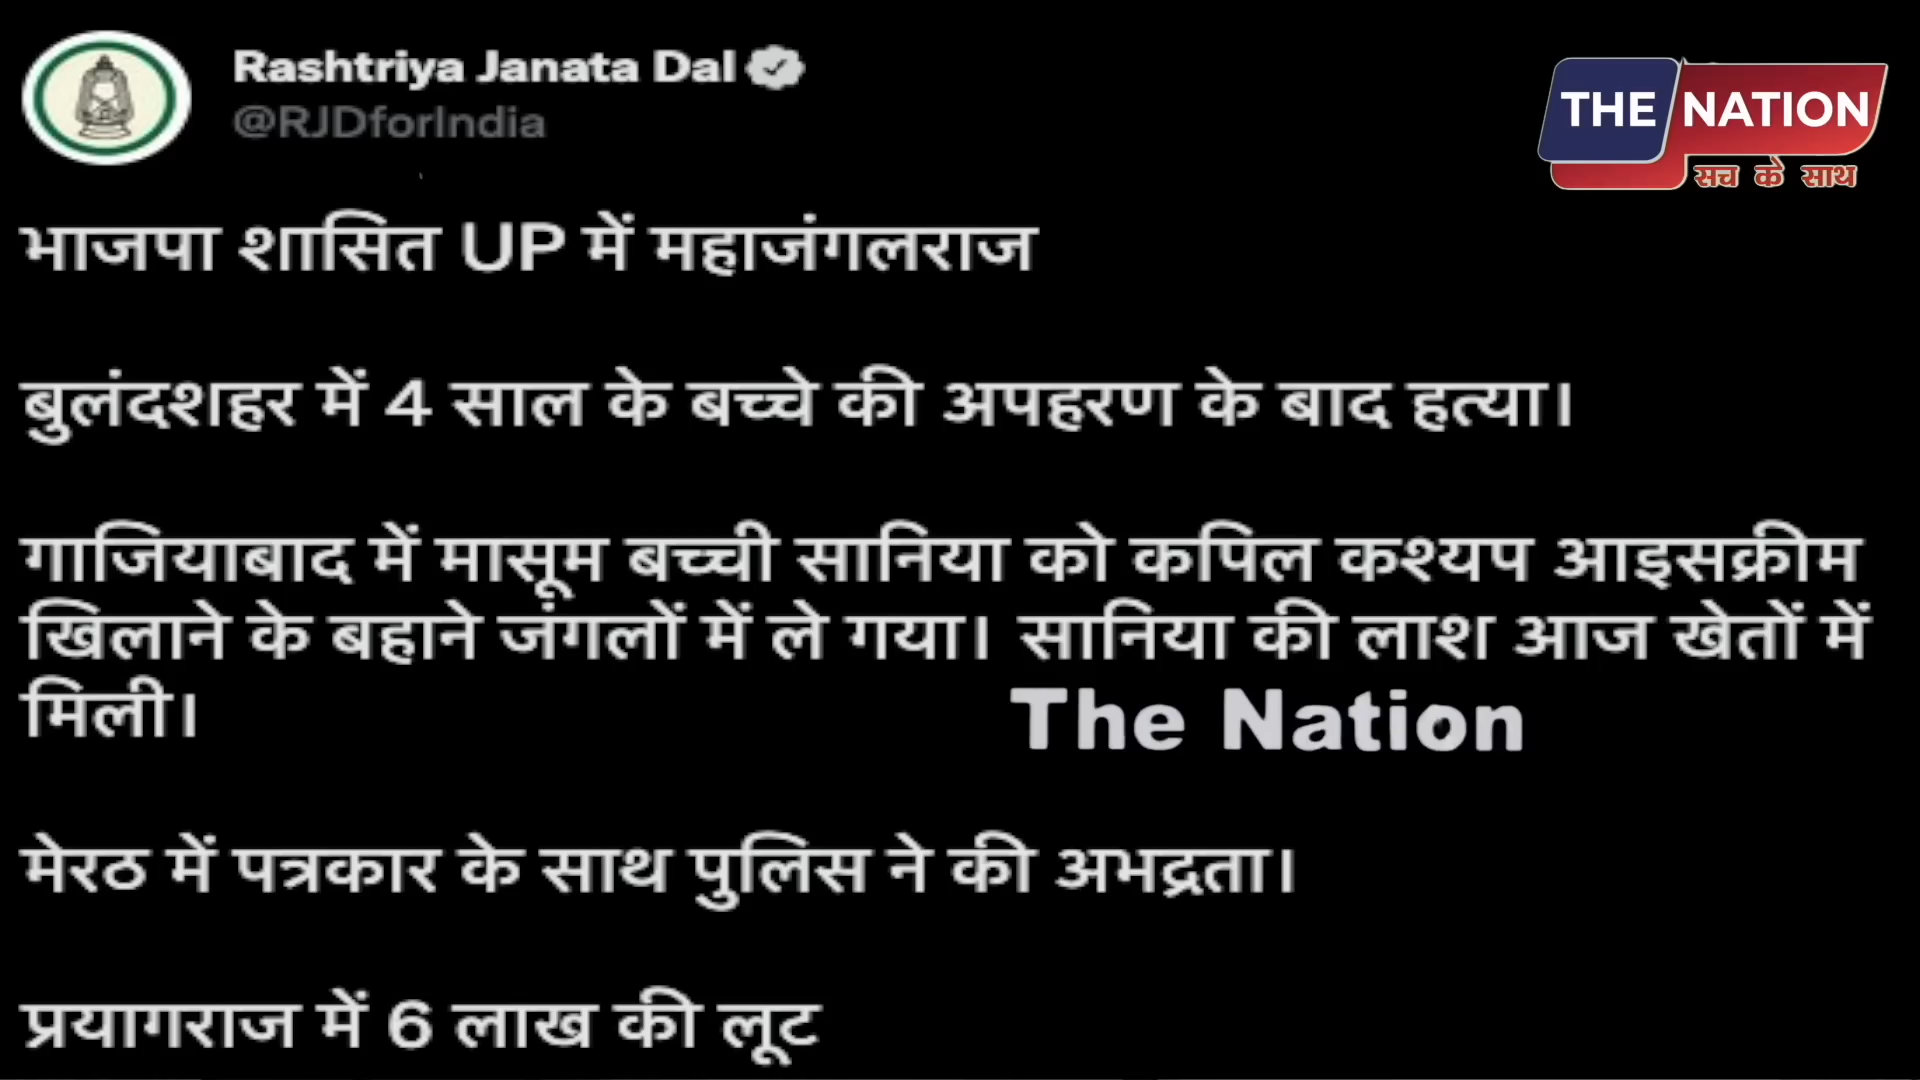 Rashtriya Janata Dal
@RJDforIndia
THE NATION
सच के साथ
भाजपा शासित UP में महाजंगलराज
बुलंदशहर में 4 साल के बच्चे की अपहरण के बाद हत्या।
गाजियाबाद में मासूम बच्ची सानिया को कपिल कश्यप आइसक्रीम
खिलाने के बहाने जंगलों में ले गया। सानिया की लाश आज खेतों में
मिली।
The Nation
मेरठ में पत्रकार के साथ पुलिस ने की अभद्रता।
प्रयागराज में 6 लाख की लूट